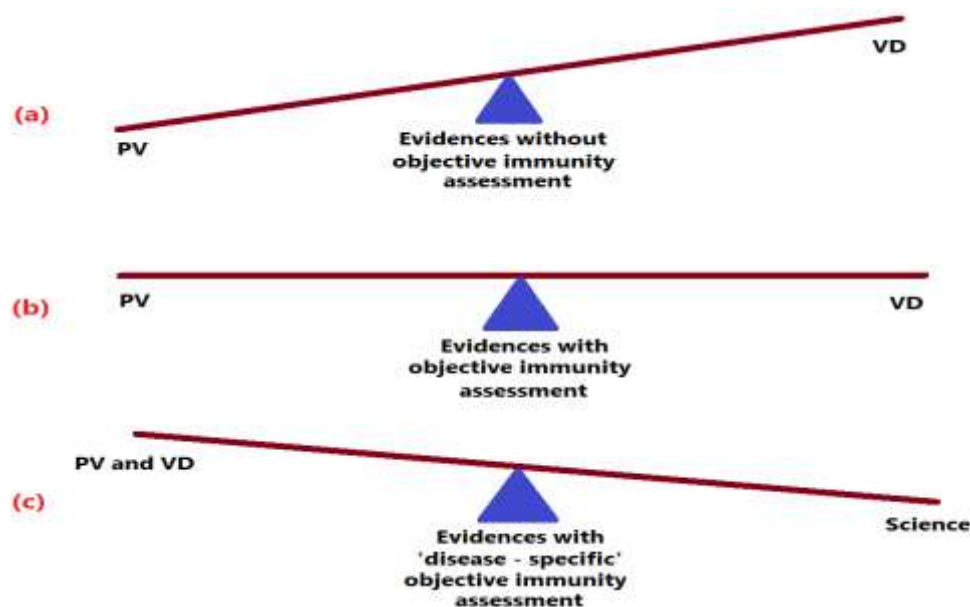 VD
(a)
PV
Evidences without
objective immunity
assessment
(b)
PV
VD
Evidences with
objective immunity
assessment
PV and VD
(c)
Science
Evidences with
'disease - specific'
objective immunity
assessment